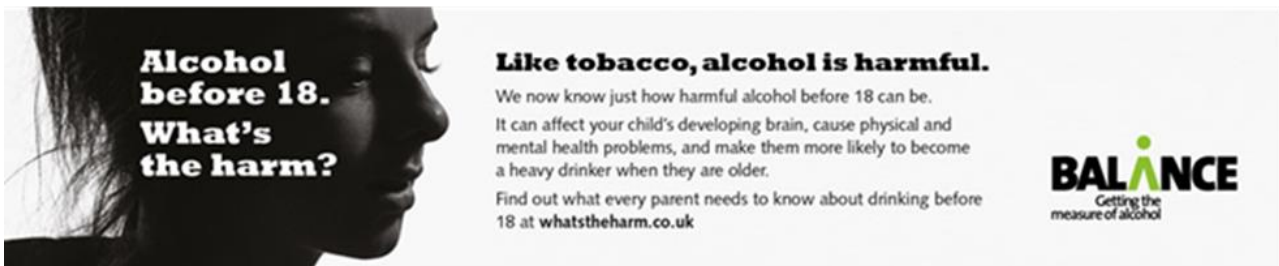 Alcohol
before 18.
What's
the harm?
Like tobacco, alcohol is harmful.
We now know just how harmful alcohol before 18 can be.
It can affect your child's developing brain, cause physical and
mental health problems, and make them more likely to become
a heavy drinker when they are older.
Find out what every parent needs to know about drinking before
18 at whatstheharm.co.uk
BALANCE
Getting the
measure of alcohol